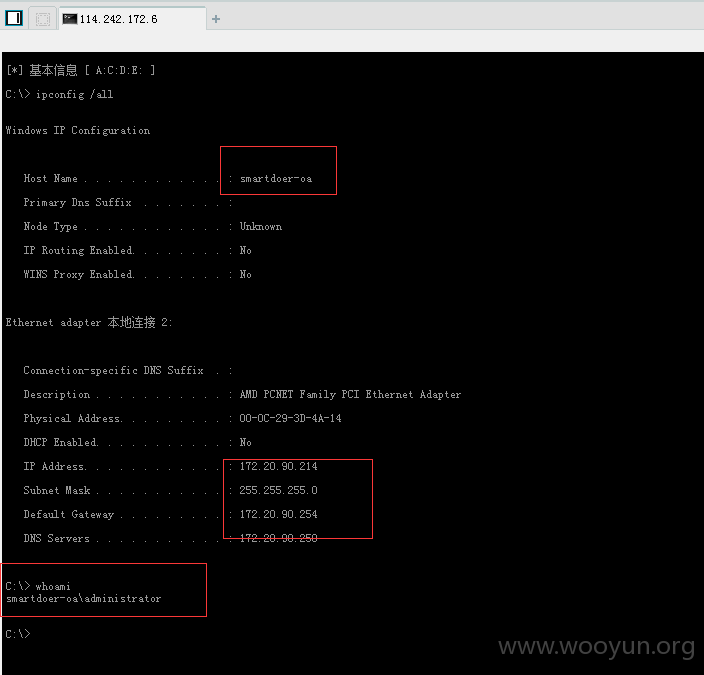 114.242.172.6
[*] 基本信息 [ A:C:D:E: ]
C:\> ipconfig /all
Windows IP Configuration
Host Name . . . . . . . . . . . . : smartdoer-oa
Primary Dns Suffix . . . . . . . :
Node Type . . . . . . . . . . . . : Unknown
IP Routing Enabled. . . . . . . . : No
WINS Proxy Enabled. . . . . . . . : No
Ethernet adapter 本地连接 2:
Connection-specific DNS Suffix . :
Description . . . . . . . . . . . : AMD PCNET Family PCI Ethernet Adapter
Physical Address. . . . . . . . . : 00-0C-29-3D-4A-14
DHCP Enabled. . . . . . . . . . . : No
IP Address. . . . . . . . . . . . : 172.20.90.214
Subnet Mask . . . . . . . . . . . : 255.255.255.0
Default Gateway . . . . . . . . . : 172.20.90.254
DNS Servers . . . . . . . . . . . : 172.20.90.250
C:\> whoami
smartdoer-oa\administrator
C:\>
www.wooyun.org